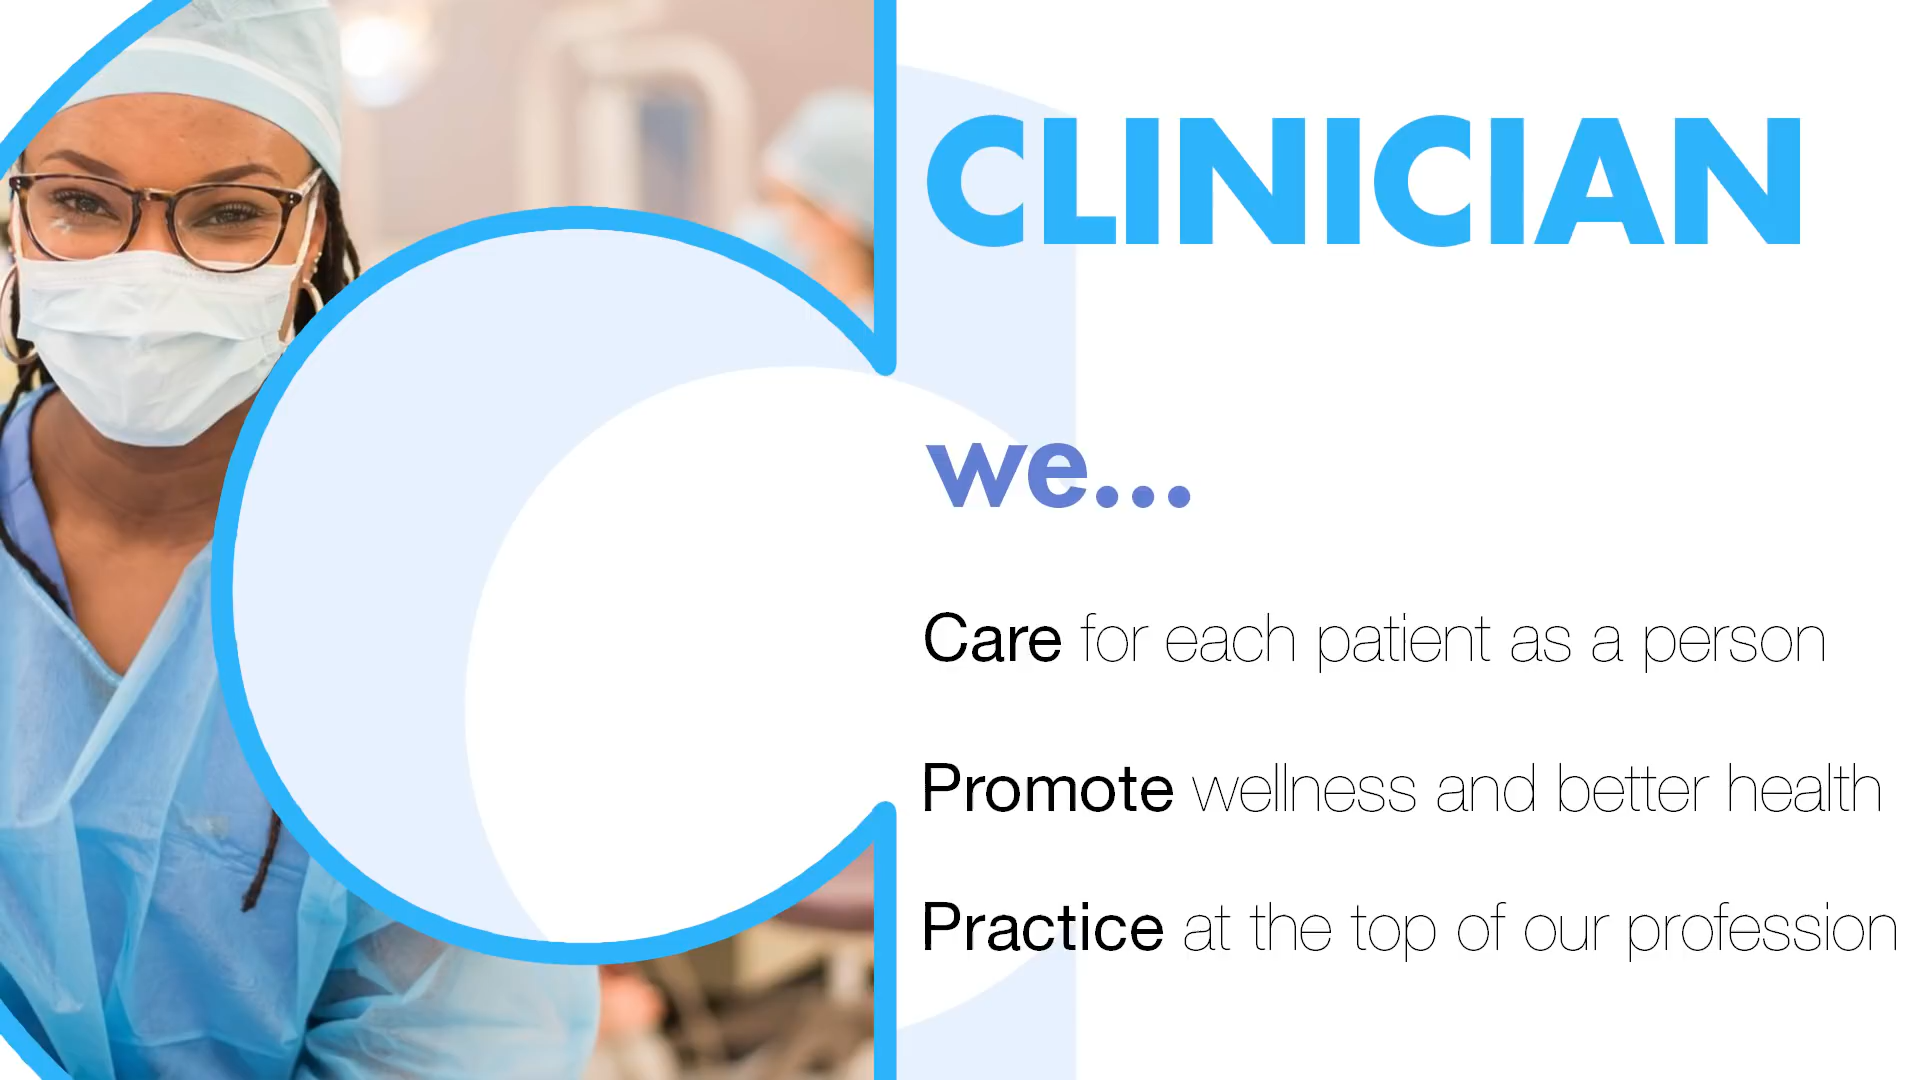 CLINICIAN
we...
Care for each patient as a person
Promote wellness and better health
Practice at the top of our profession